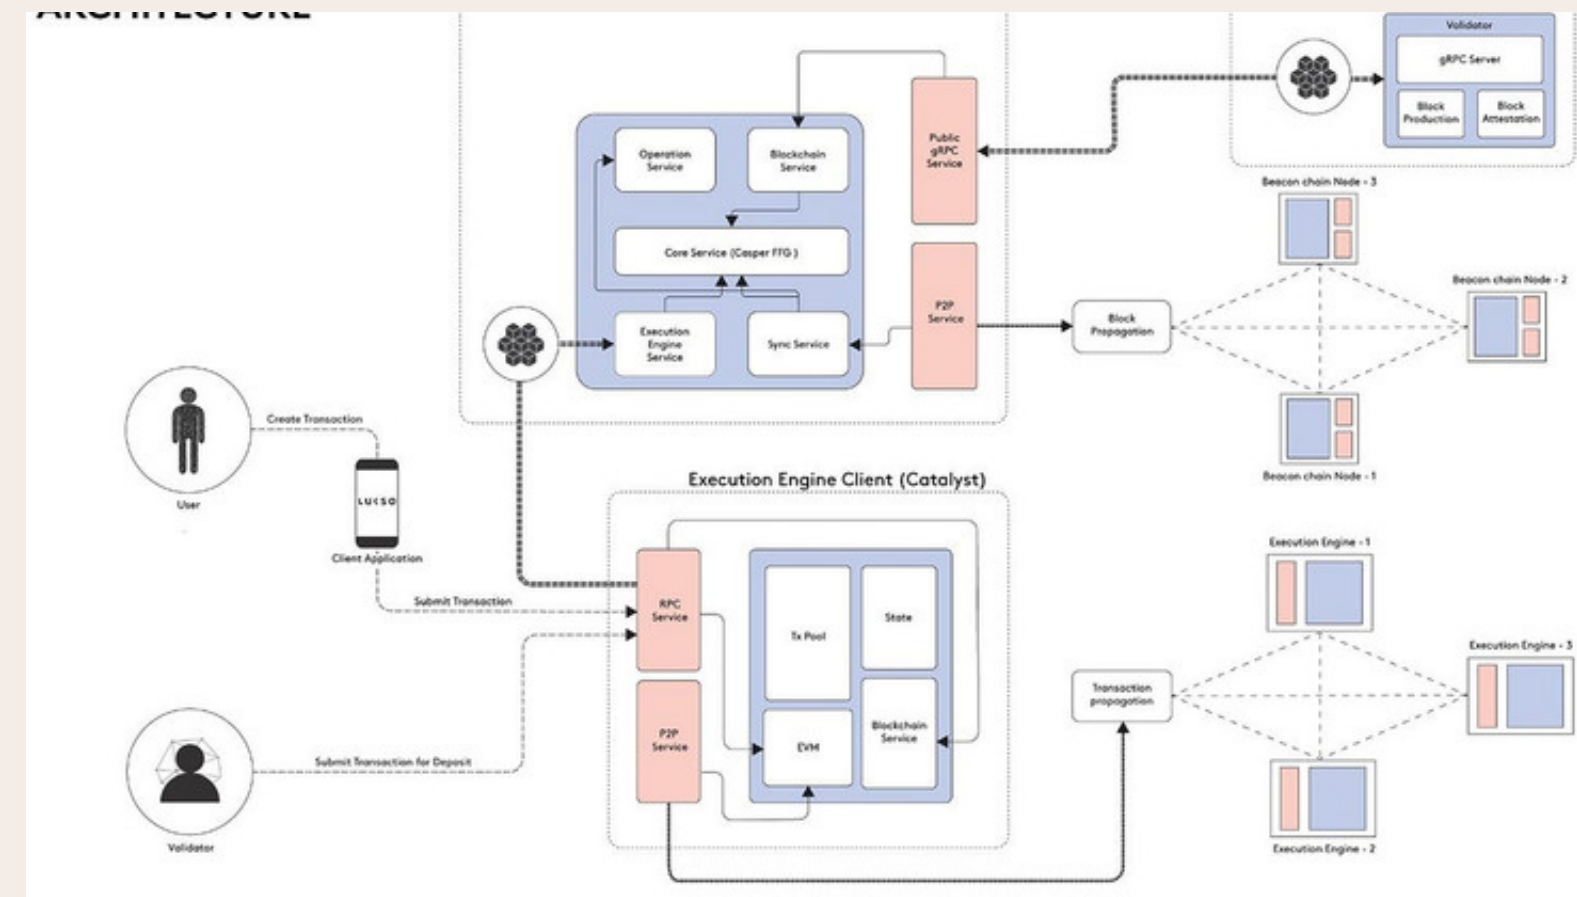 ARCHITECTURE
Validator
gRPC Server
Block
Production
Block
Attestation
Public
gRPC
Service
Operation
Service
Blockchain
Service
Core Service (Casper FFG )
Execution
Engine
Service
Sync Service
P2P
Service
Block
Propagation
Beacon chain Node - 3
Beacon chain Node - 2
Beacon chain Node - 1
Create Transaction
User
LUKSO
Client Application
Submit Transaction
Execution Engine Client (Catalyst)
RPC
Service
Tx Pool
State
P2P
Service
EVM
Blockchain
Service
Submit Transaction for Deposit
Validator
Transaction
propagation
Execution Engine - 1
Execution Engine - 3
Execution Engine - 2